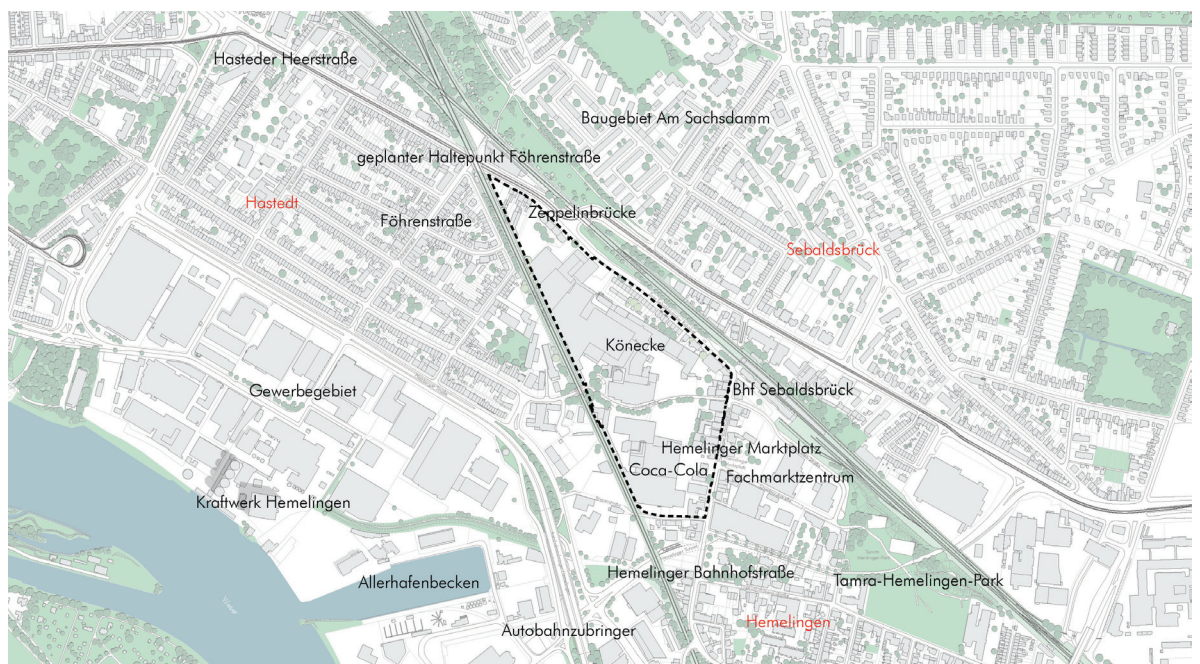 Hasteder Heerstraße
Baugebiet Am Sachsdamm
geplanter Haltepunkt Föhrenstraße
Hastedt
Zeppelinbrücke
Föhrenstraße
Sebaldsbrück
Könecke
Gewerbegebiet
Bhf Sebaldsbrück
Hemelinger Marktplatz
Coca-Cola
Fachmarktzentrum
Kraftwerk Hemelingen
Hemelinger Bahnhofstraße
Allerhafenbecken
Tamra-Hemelingen-Park
Weser
Hemelingen
Autobahnzubringer